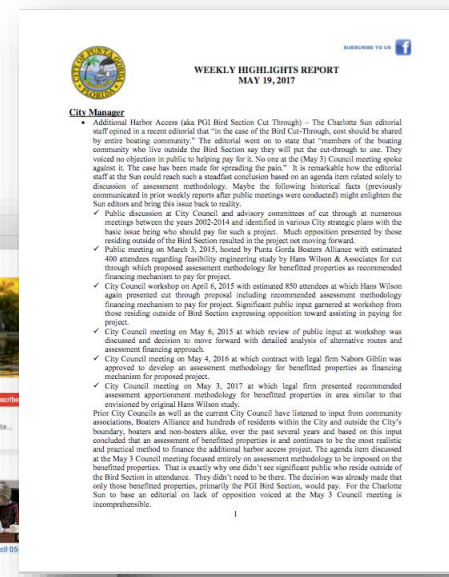 SUBSCRIBE TO US
CITY OF PUNTA GORDA
FLORIDA
WEEKLY HIGHLIGHTS REPORT
MAY 19, 2017
City Manager
• Additional Harbor Access (aka PGI Bird Section Cut Through) – The Charlotte Sun editorial
staff opined in a recent editorial that "in the case of the Bird Cut-Through, cost should be shared
by entire boating community." The editorial went on to state that "members of the boating
community who live outside the Bird Section say they will put the cut-through to use. They
voiced no objection in public to helping pay for it. No one at the (May 3) Council meeting spoke
against it. The case has been made for spreading the pain." It is remarkable how the editorial
staff at the Sun could reach such a steadfast conclusion based on an agenda item related solely to
discussion of assessment methodology. Maybe the following historical facts (previously
communicated in prior weekly reports after public meetings were conducted) might enlighten the
Sun editors and bring this issue back to reality.
✓ Public discussion at City Council and advisory committees of cut through at numerous
meetings between the years 2002-2014 and identified in various City strategic plans with the
basic issue being who should pay for such a project. Much opposition presented by those
residing outside of the Bird Section resulted in the project not moving forward.
✓ Public meeting on March 3, 2015, hosted by Punta Gorda Boaters Alliance with estimated
400 attendees regarding feasibility engineering study by Hans Wilson & Associates for cut
through which proposed assessment methodology for benefitted properties as recommended
financing mechanism to pay for project.
✓ City Council workshop on April 6, 2015 with estimated 850 attendees at which Hans Wilson
again presented cut through proposal including recommended assessment methodology
financing mechanism to pay for project. Significant public input garnered at workshop from
those residing outside of Bird Section expressing opposition toward assisting in paying for
project.
✓ City Council meeting on May 6, 2015 at which review of public input at workshop was
discussed and decision to move forward with detailed analysis of alternative routes and
assessment financing approach.
✓ City Council meeting on May 4, 2016 at which contract with legal firm Nabors Giblin was
approved to develop an assessment methodology for benefitted properties as financing
mechanism for proposed project.
✓ City Council meeting on May 3, 2017 at which legal firm presented recommended
assessment apportionment methodology for benefitted properties in area similar to that
envisioned by original Hans Wilson study.
Prior City Councils as well as the current City Council have listened to input from community
associations, Boaters Alliance and hundreds of residents within the City and outside the City's
boundary, boaters and non-boaters alike, over the past several years and based on this input
concluded that an assessment of benefitted properties is and continues to be the most realistic
and practical method to finance the additional harbor access project. The agenda item discussed
at the May 3 Council meeting focused entirely on assessment methodology to be imposed on the
benefitted properties. That is exactly why one didn't see significant public who reside outside of
the Bird Section in attendance. They didn't need to be there. The decision was already made that
only those benefitted properties, primarily the PGI Bird Section, would pay. For the Charlotte
Sun to base an editorial on lack of opposition voiced at the May 3 Council meeting is
incomprehensible.
1